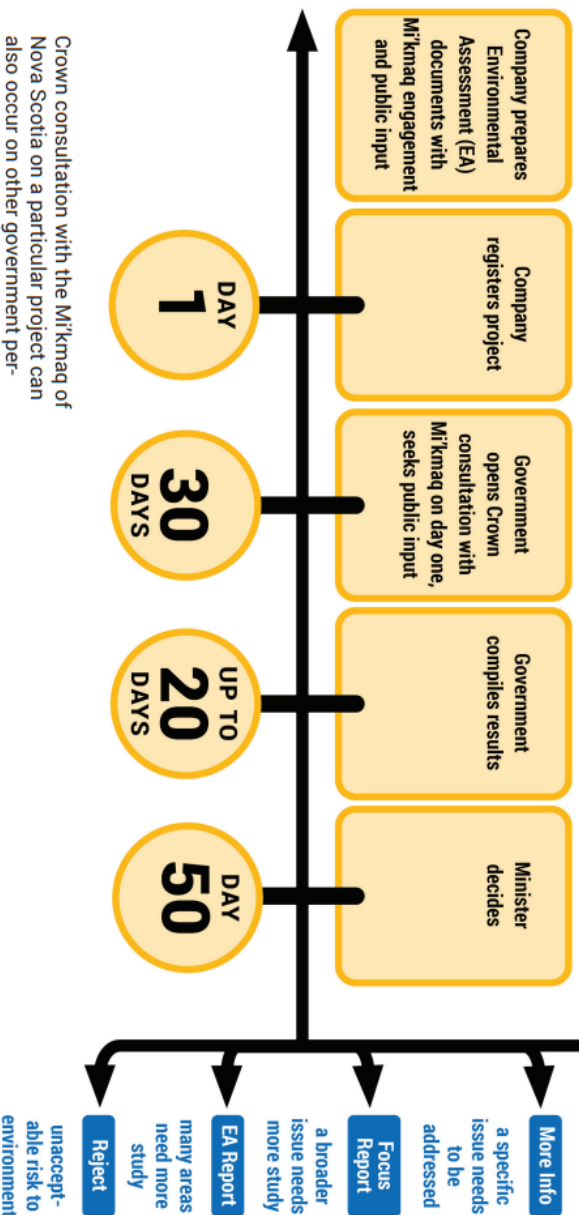 Company prepares
Environmental
Assessment (EA)
documents with
Mi'kmaq engagement
and public input
Company
registers project
Government
opens Crown
consultation with
Mi'kmaq on day one,
seeks public input
Government
compiles results
Minister
decides
DAY
1
30
DAYS
UP TO
20
DAYS
DAY
50
More Info
a specific
issue needs
to be
addressed
Focus
Report
a broader
issue needs
more study
EA Report
many areas
need more
study
Reject
unaccept-
able risk to
environment
Crown consultation with the Mi'kmaq of
Nova Scotia on a particular project can
also occur on other government per-